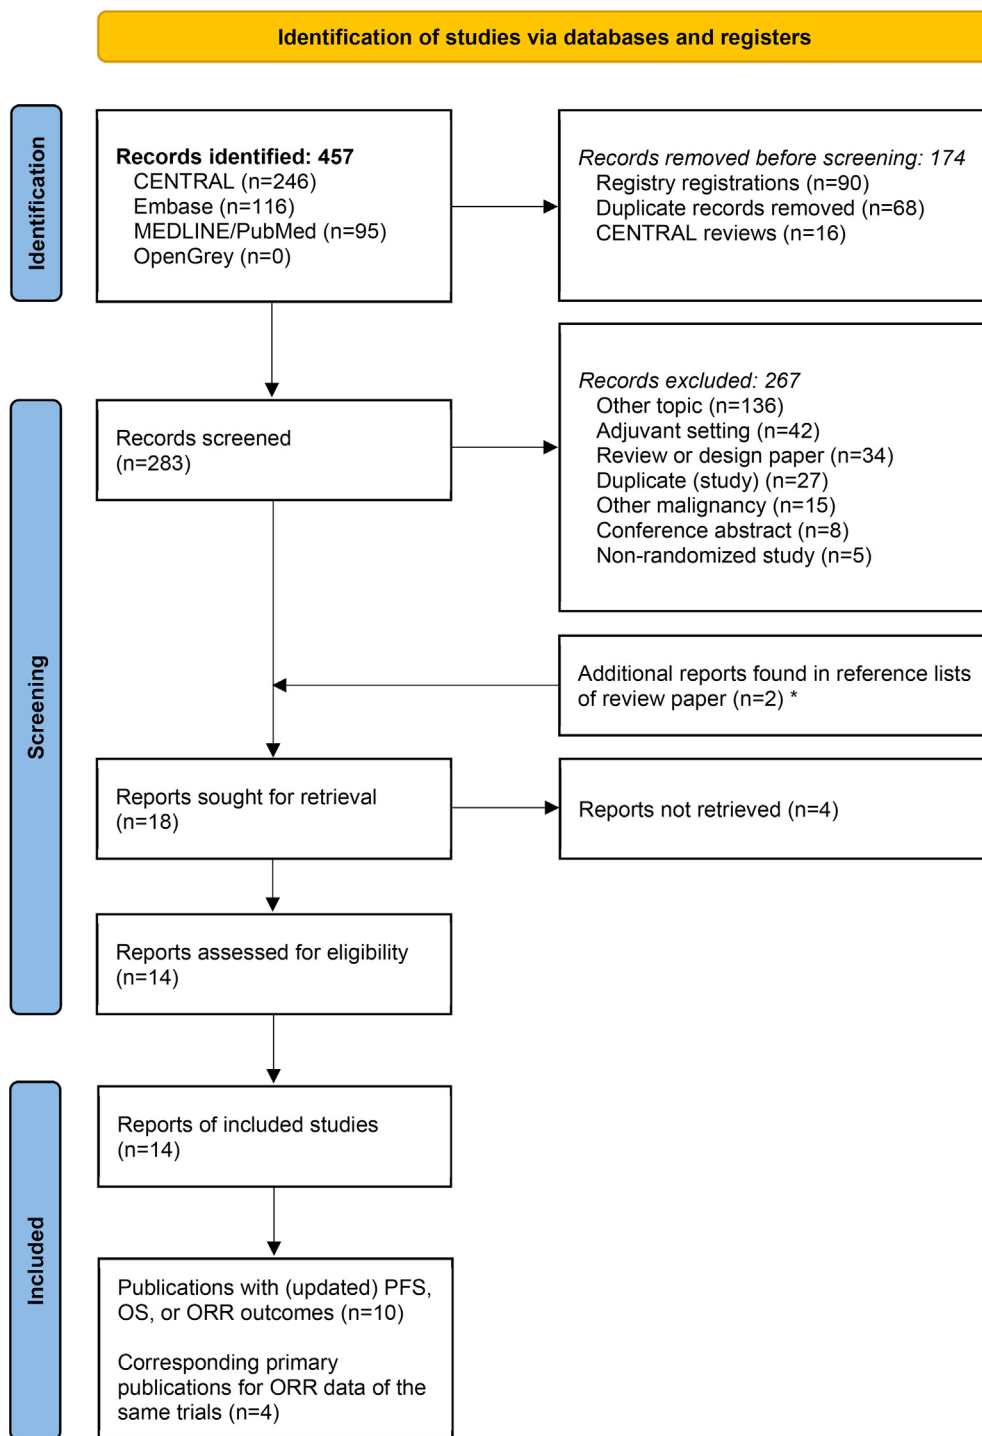 Identification of studies via databases and registers
Identification
Records identified: 457
CENTRAL (n=246)
Embase (n=116)
MEDLINE/PubMed (n=95)
OpenGrey (n=0)
Records removed before screening: 174
Registry registrations (n=90)
Duplicate records removed (n=68)
CENTRAL reviews (n=16)
Screening
Records screened
(n=283)
Records excluded: 267
Other topic (n=136)
Adjuvant setting (n=42)
Review or design paper (n=34)
Duplicate (study) (n=27)
Other malignancy (n=15)
Conference abstract (n=8)
Non-randomized study (n=5)
Additional reports found in reference lists
of review paper (n=2) *
Reports sought for retrieval
(n=18)
Reports not retrieved (n=4)
Reports assessed for eligibility
(n=14)
Included
Reports of included studies
(n=14)
Publications with (updated) PFS,
OS, or ORR outcomes (n=10)
Corresponding primary
publications for ORR data of the
same trials (n=4)